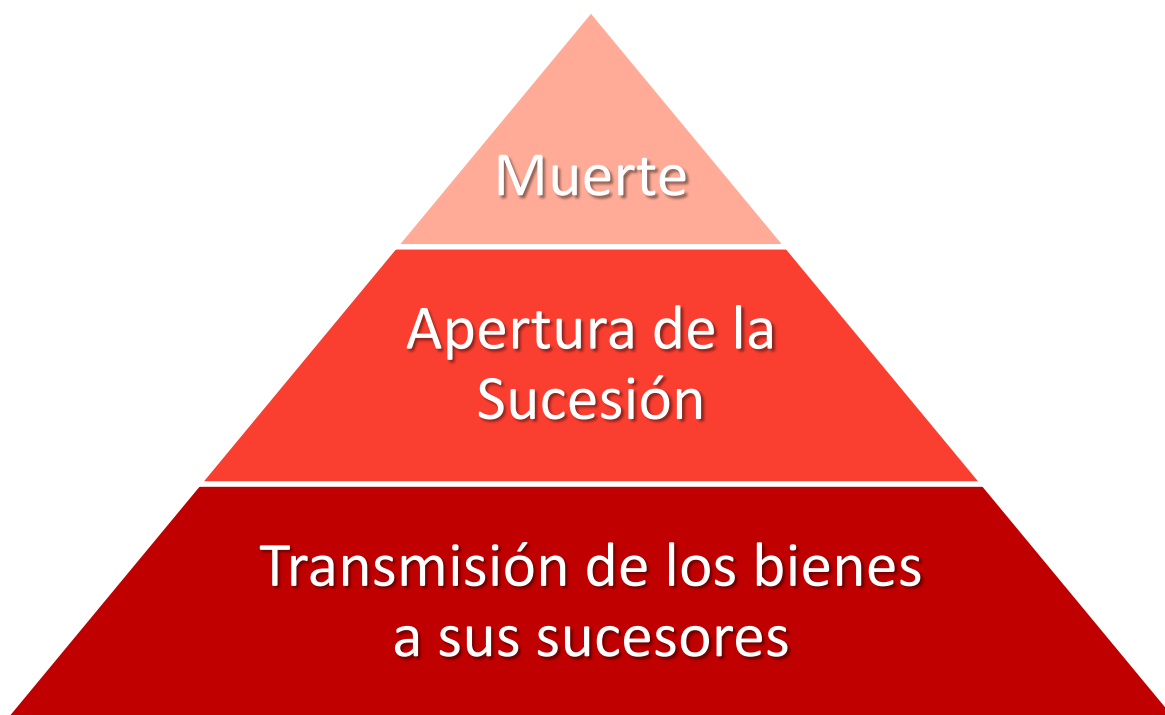 Muerte
Apertura de la
Sucesión
Transmisión de los bienes
a sus sucesores